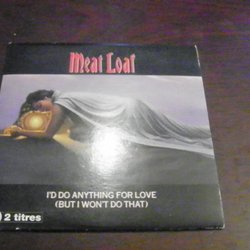 Meat Loaf
I'D DO ANYTHING FOR LOVE
(BUT I WON'T DO THAT)
2 titres